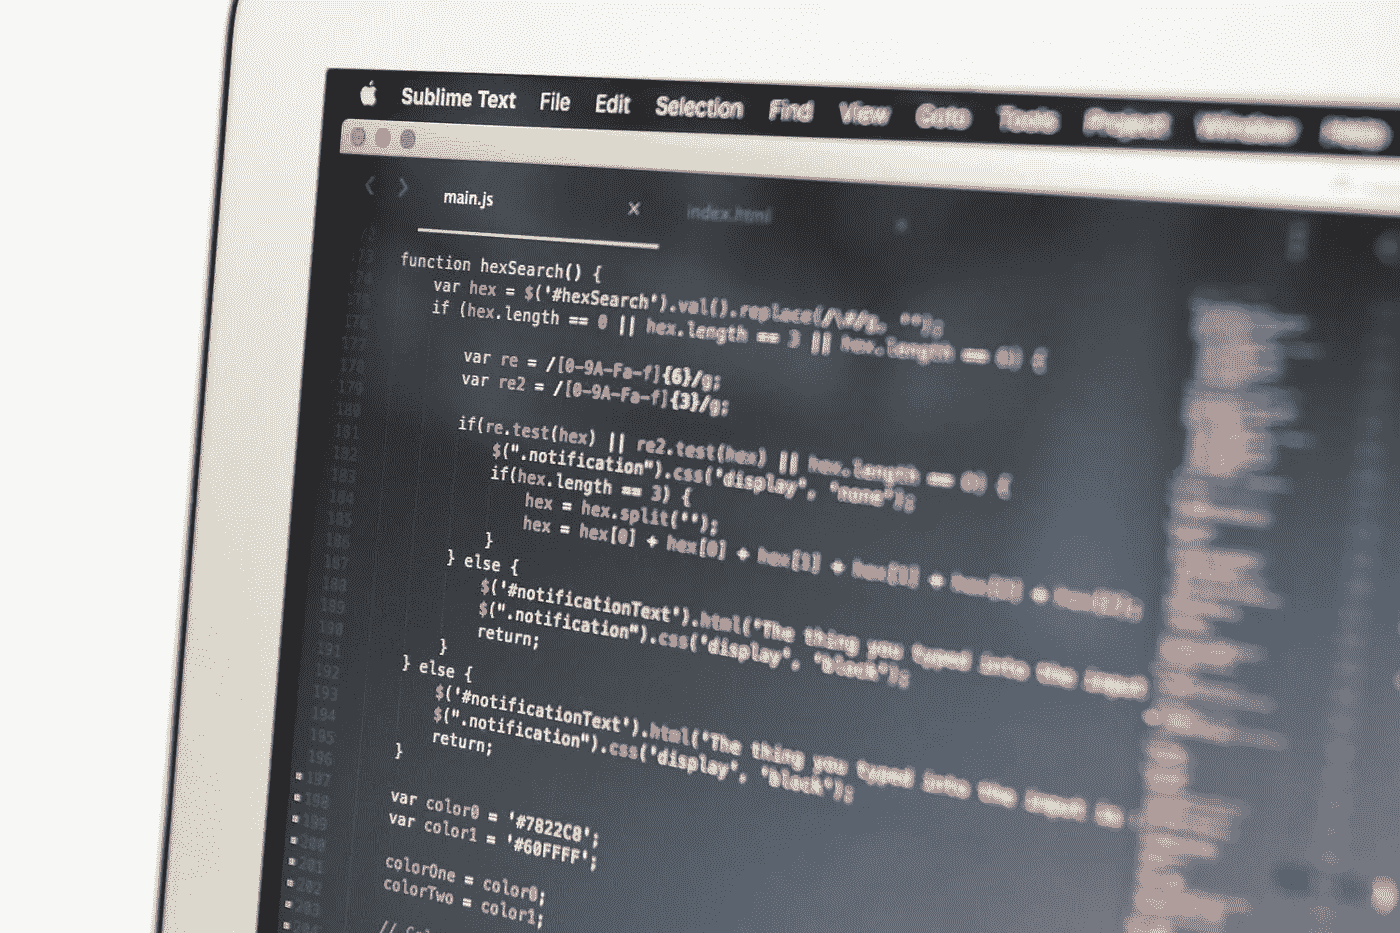 Sublime Text File Edit Selection Find View Goto Tools Project Window Help
main.js index.html
function hexSearch() {
var hex = $('#hexSearch').val().replace(/\#/g, "");
if (hex.length == 0 || hex.length == 3 || hex.length == 6) {
var re = /[0-9A-Fa-f]{6}/g;
var re2 = /[0-9A-Fa-f]{3}/g;
if(re.test(hex) || re2.test(hex) || hex.length == 0) {
$(".notification").css("display", "none");
if(hex.length == 3) {
hex = hex.split("");
hex = hex[0] + hex[0] + hex[1] + hex[1] + hex[2] + hex[2];
}
} else {
$('#notificationText').html("The thing you typed into the input
$(".notification").css("display", "block");
return;
}
} else {
$('#notificationText').html("The thing you typed into the input
$(".notification").css("display", "block");
return;
}
var color0 = '#7822C8';
var color1 = '#60FFFF';
colorOne = color0;
colorTwo = color1;
//